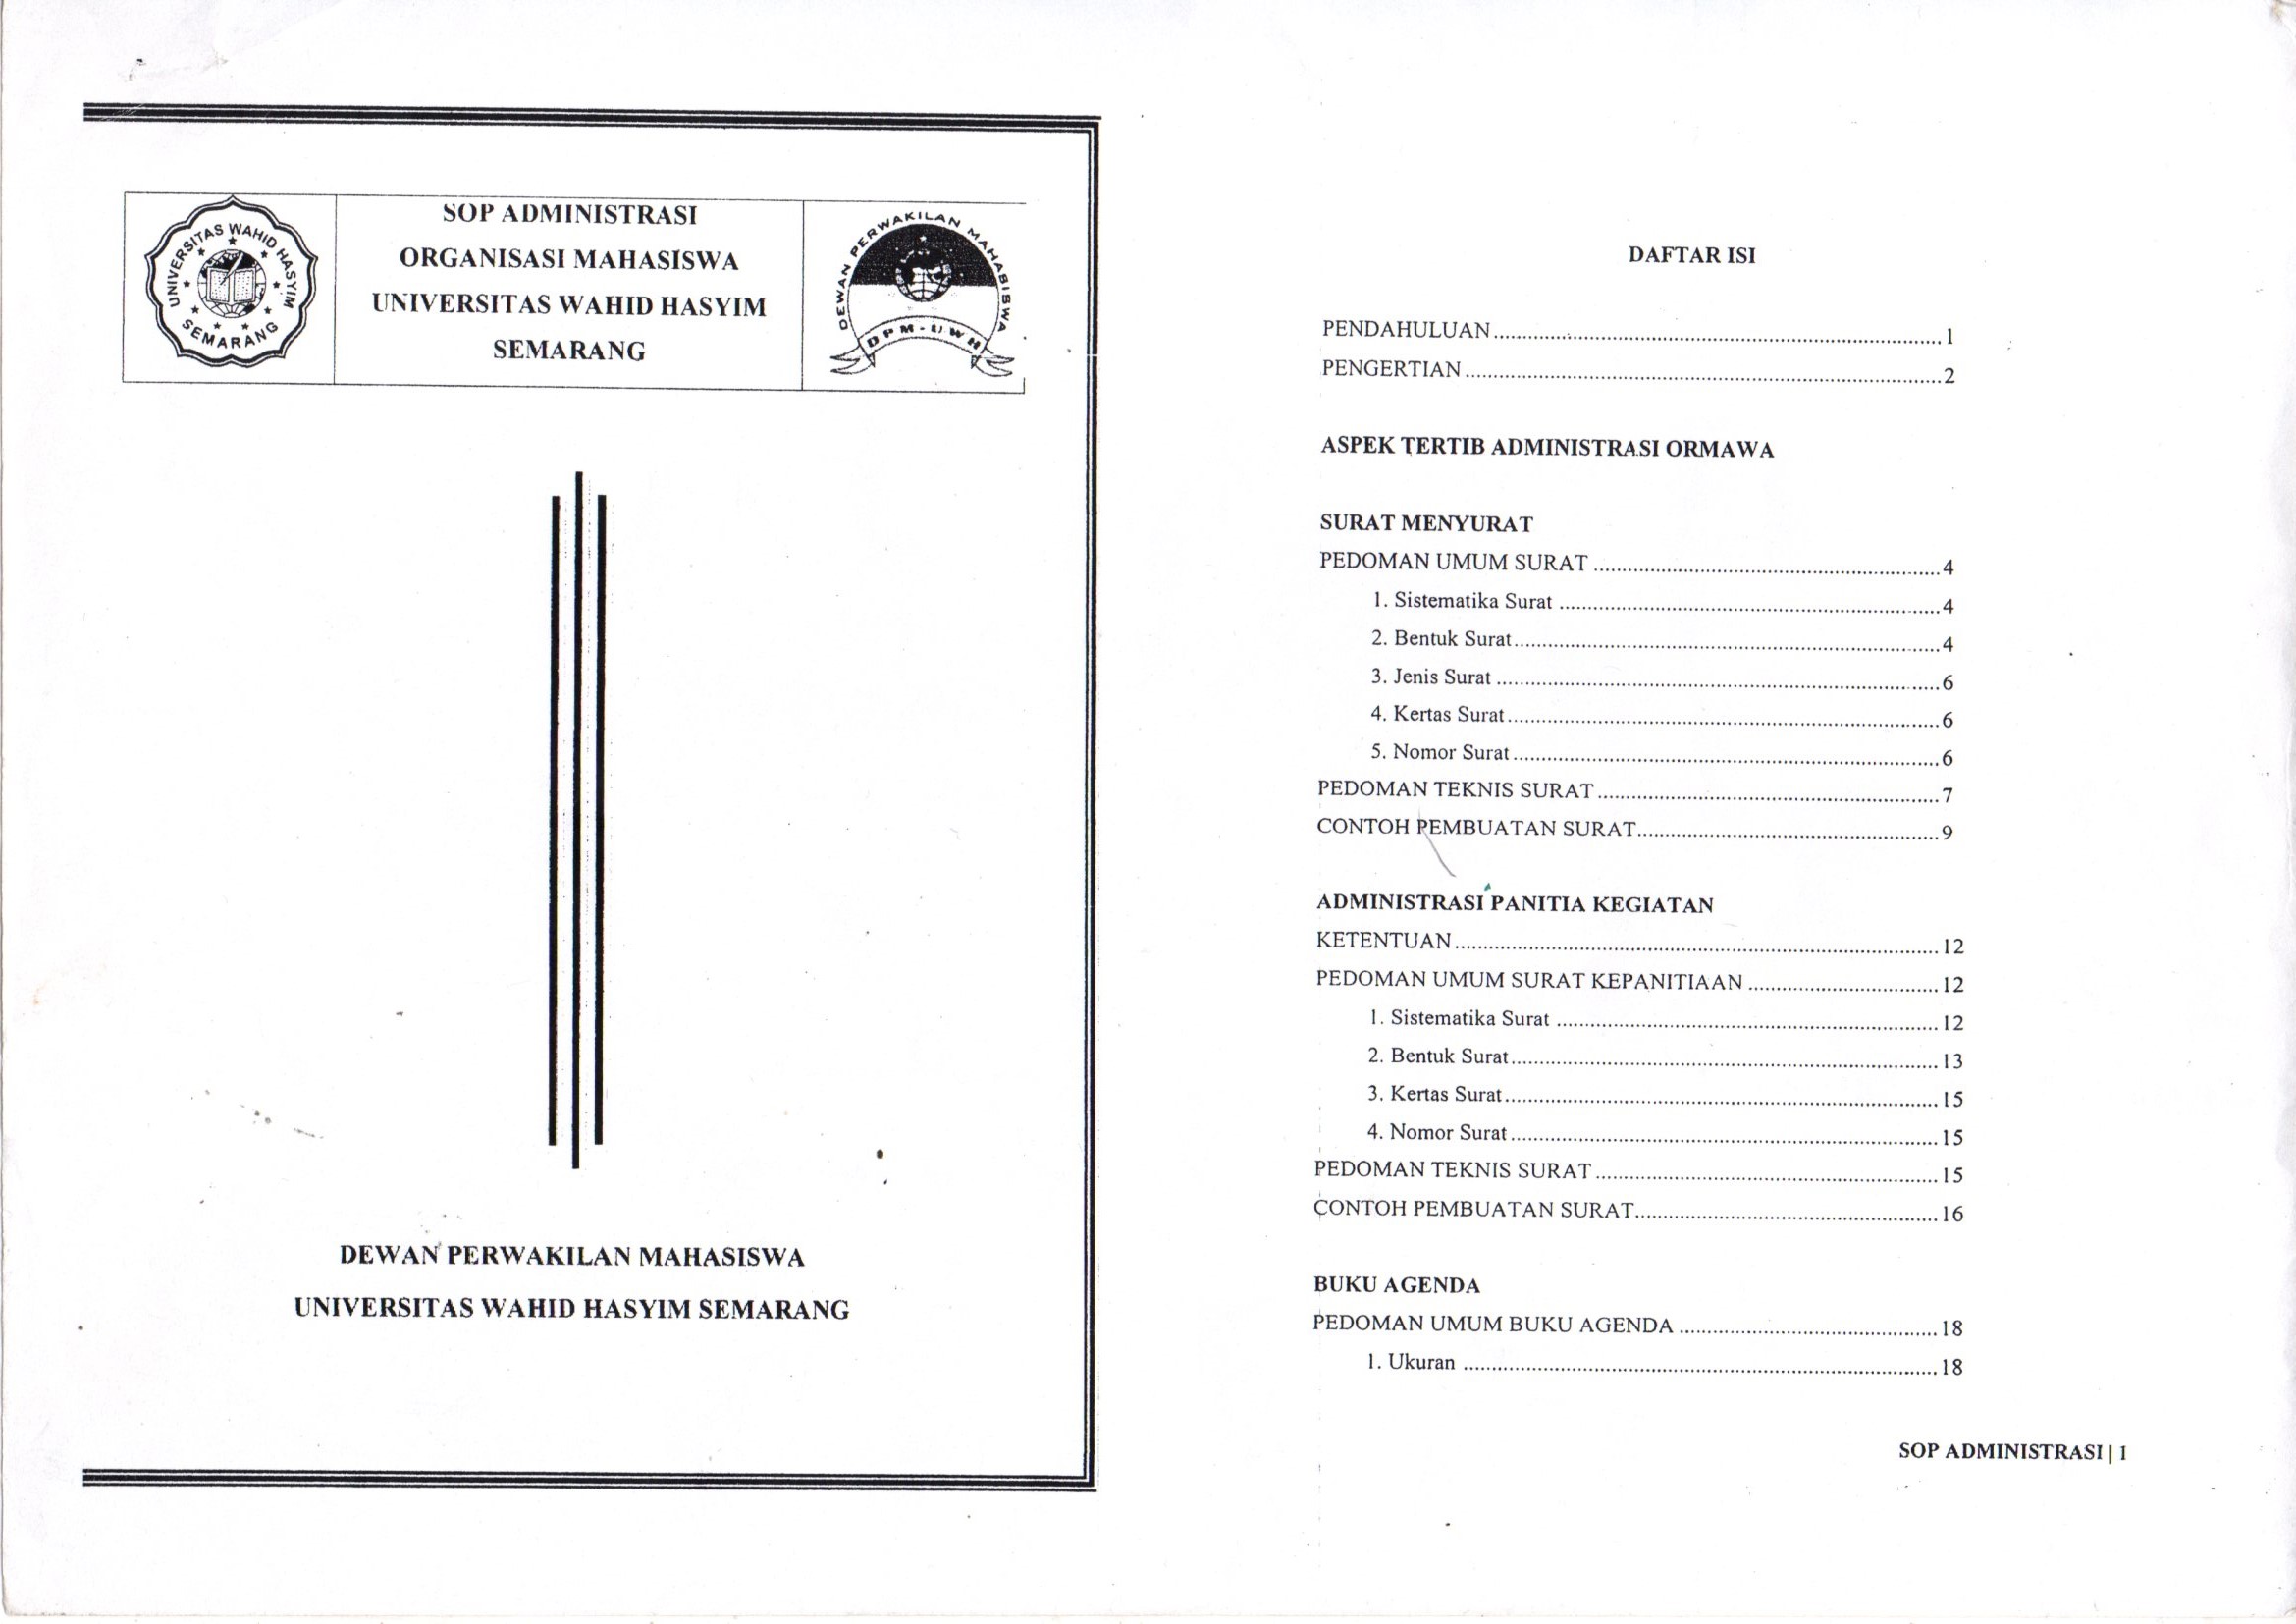 UNIVERSITAS WAHID HASYIM
SEMARANG
SOP ADMINISTRASI
ORGANISASI MAHASISWA
UNIVERSITAS WAHID HASYIM
SEMARANG
DEWAN PERWAKILAN MAHASISWA
DPM-UWH
DEWAN PERWAKILAN MAHASISWA
UNIVERSITAS WAHID HASYIM SEMARANG
DAFTAR ISI
PENDAHULUAN 1
PENGERTIAN 2
ASPEK TERTIB ADMINISTRASI ORMAWA
SURAT MENYURAT
PEDOMAN UMUM SURAT 4
1. Sistematika Surat 4
2. Bentuk Surat 4
3. Jenis Surat 6
4. Kertas Surat 6
5. Nomor Surat 6
PEDOMAN TEKNIS SURAT 7
CONTOH PEMBUATAN SURAT 9
ADMINISTRASI PANITIA KEGIATAN
KETENTUAN 12
PEDOMAN UMUM SURAT KEPANITIAAN 12
1. Sistematika Surat 12
2. Bentuk Surat 13
3. Kertas Surat 15
4. Nomor Surat 15
PEDOMAN TEKNIS SURAT 15
CONTOH PEMBUATAN SURAT 16
BUKU AGENDA
PEDOMAN UMUM BUKU AGENDA 18
1. Ukuran 18
SOP ADMINISTRASI | 1